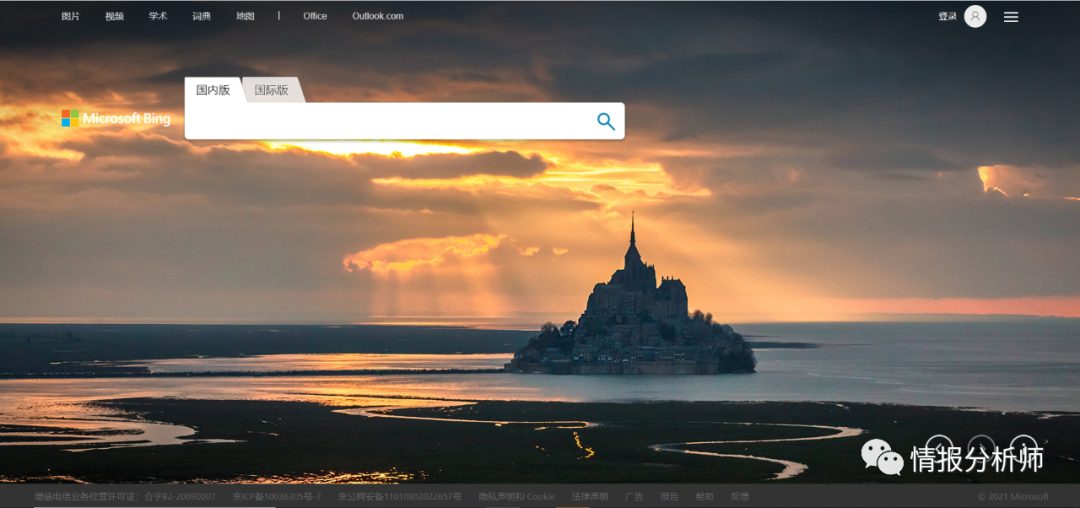 图片 视频 学术 词典 地图 | Office Outlook.com 登录
国内版 国际版
Microsoft Bing
情报分析师
增值电信业务经营许可证：合字B2-20090007 京ICP备10036305号-7 京公网安备11010802022657号 隐私声明和 Cookie 法律声明 广告 报告 帮助 反馈 © 2021 Microsoft